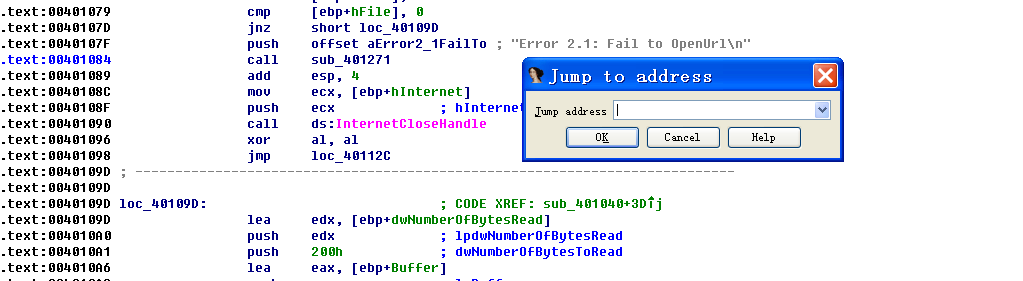 .text:00401079 cmp [ebp+hFile], 0
.text:0040107D jnz short loc_40109D
.text:0040107F push offset aError2_1FailTo ; "Error 2.1: Fail to OpenUrl\n"
.text:00401084 call sub_401271
.text:00401089 add esp, 4
.text:0040108C mov ecx, [ebp+hInternet]
.text:0040108F push ecx ; hInternet
.text:00401090 call ds:InternetCloseHandle
.text:00401096 xor al, al
.text:00401098 jmp loc_40112C
.text:0040109D ; ---------------------------------------------------------------------------
.text:0040109D
.text:0040109D loc_40109D: ; CODE XREF: sub_401040+3D↑j
.text:0040109D lea edx, [ebp+dwNumberOfBytesRead]
.text:004010A0 push edx ; lpdwNumberOfBytesRead
.text:004010A1 push 200h ; dwNumberOfBytesToRead
.text:004010A6 lea eax, [ebp+Buffer]
Jump to address
Jump address
OK Cancel Help